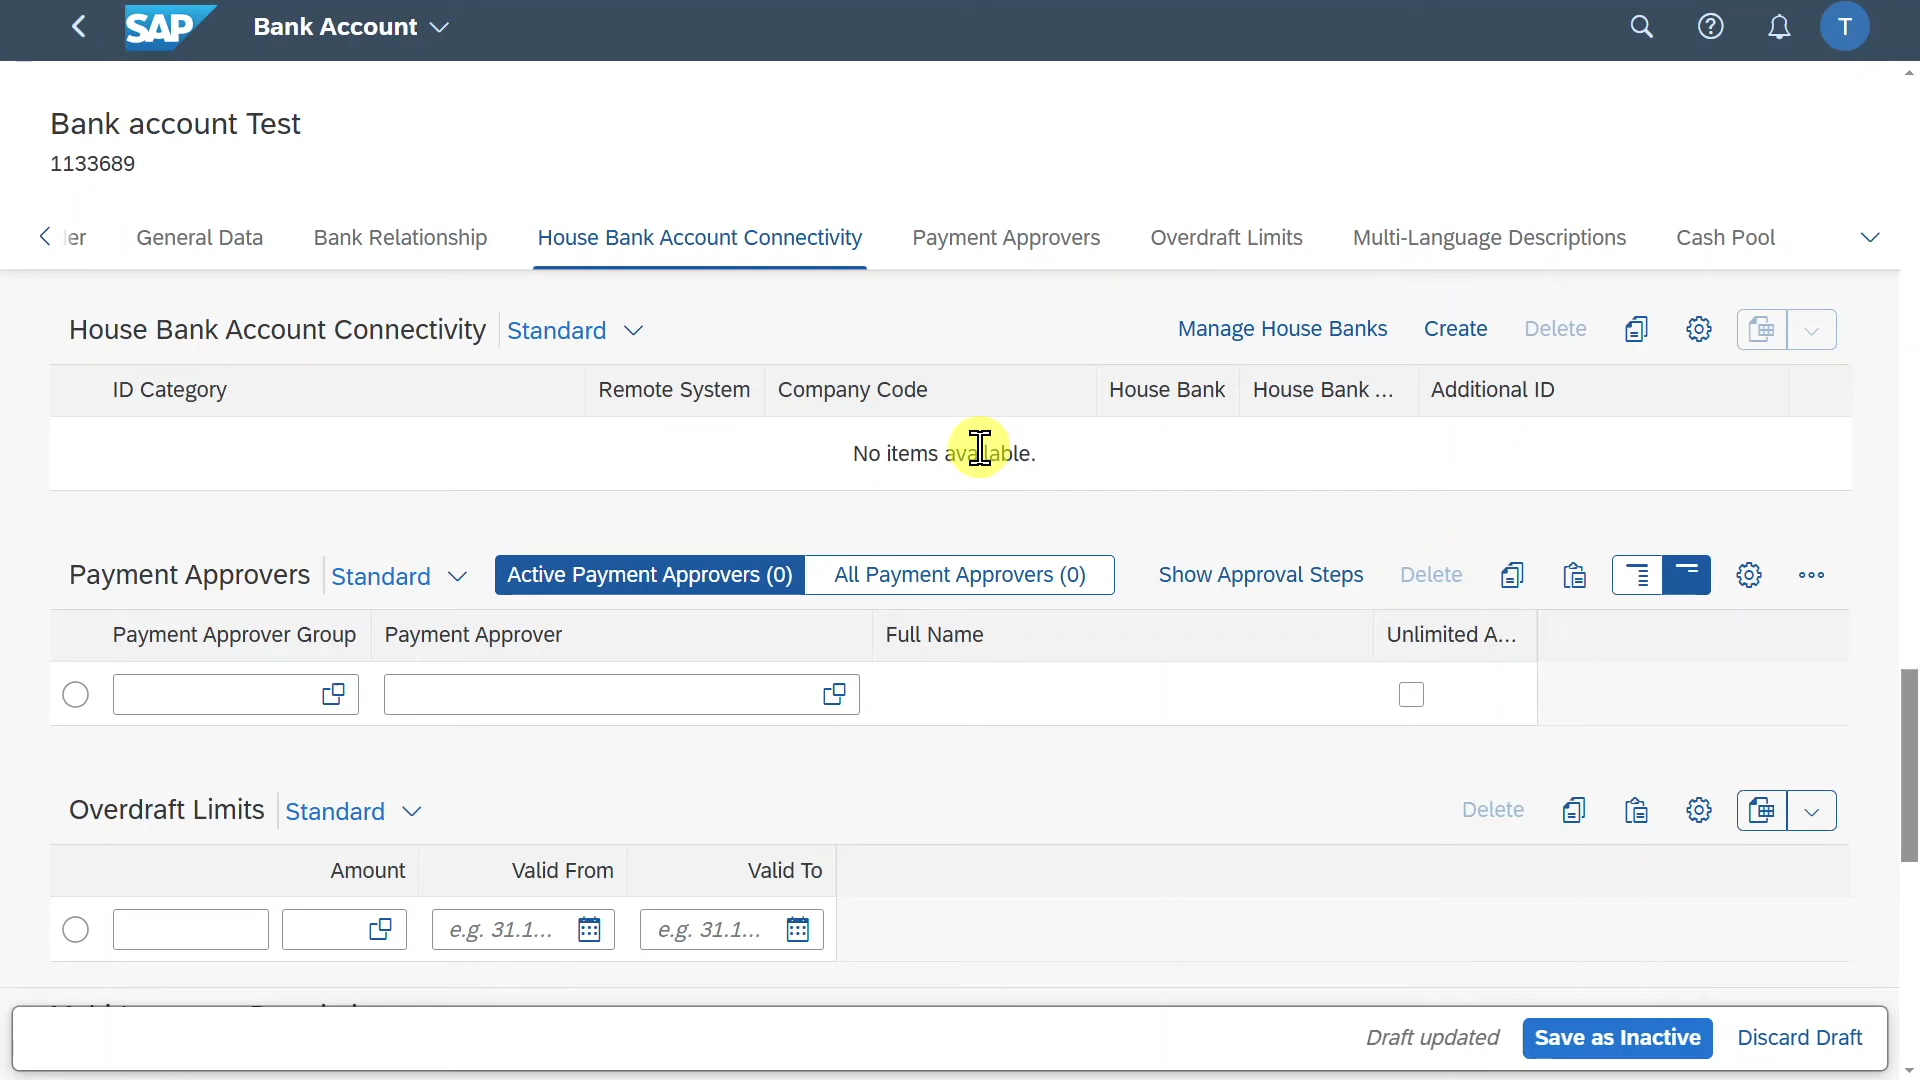 SAP Bank Account T
Bank account Test
1133689
er General Data Bank Relationship House Bank Account Connectivity Payment Approvers Overdraft Limits Multi-Language Descriptions Cash Pool
House Bank Account Connectivity Standard Manage House Banks Create Delete
ID Category Remote System Company Code House Bank House Bank ... Additional ID
No items available.
Payment Approvers Standard Active Payment Approvers (0) All Payment Approvers (0) Show Approval Steps Delete
Payment Approver Group Payment Approver Full Name Unlimited A...
Overdraft Limits Standard Delete
Amount Valid From Valid To
e.g. 31.1... e.g. 31.1...
Draft updated Save as Inactive Discard Draft